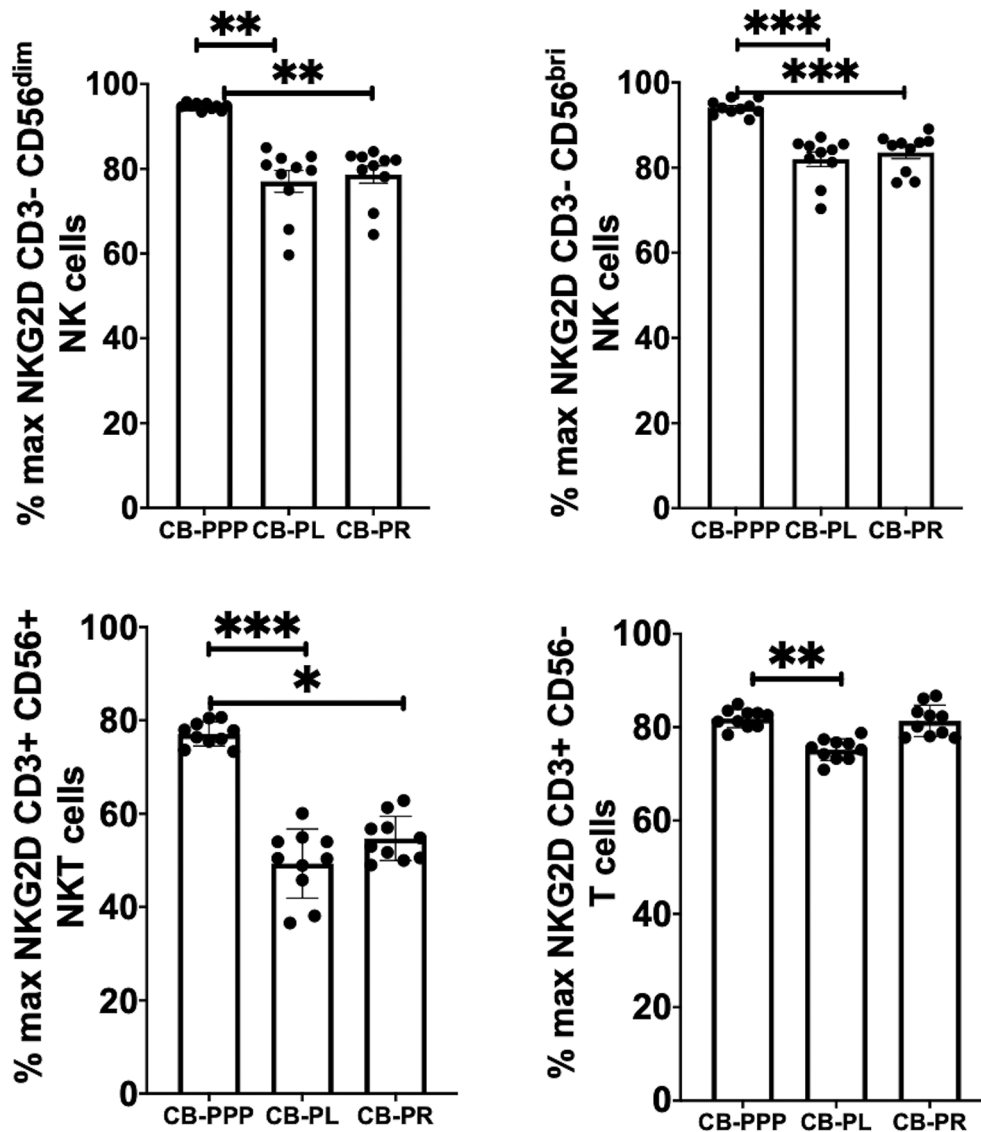 % max NKG2D CD3- CD56dim
NK cells
**
**
100
80
60
40
20
0
CB-PPP CB-PL CB-PR
% max NKG2D CD3- CD56bri
NK cells
***
***
100
80
60
40
20
0
CB-PPP CB-PL CB-PR
% max NKG2D CD3+ CD56+
NKT cells
***
*
100
80
60
40
20
0
CB-PPP CB-PL CB-PR
% max NKG2D CD3+ CD56-
T cells
**
100
80
60
40
20
0
CB-PPP CB-PL CB-PR